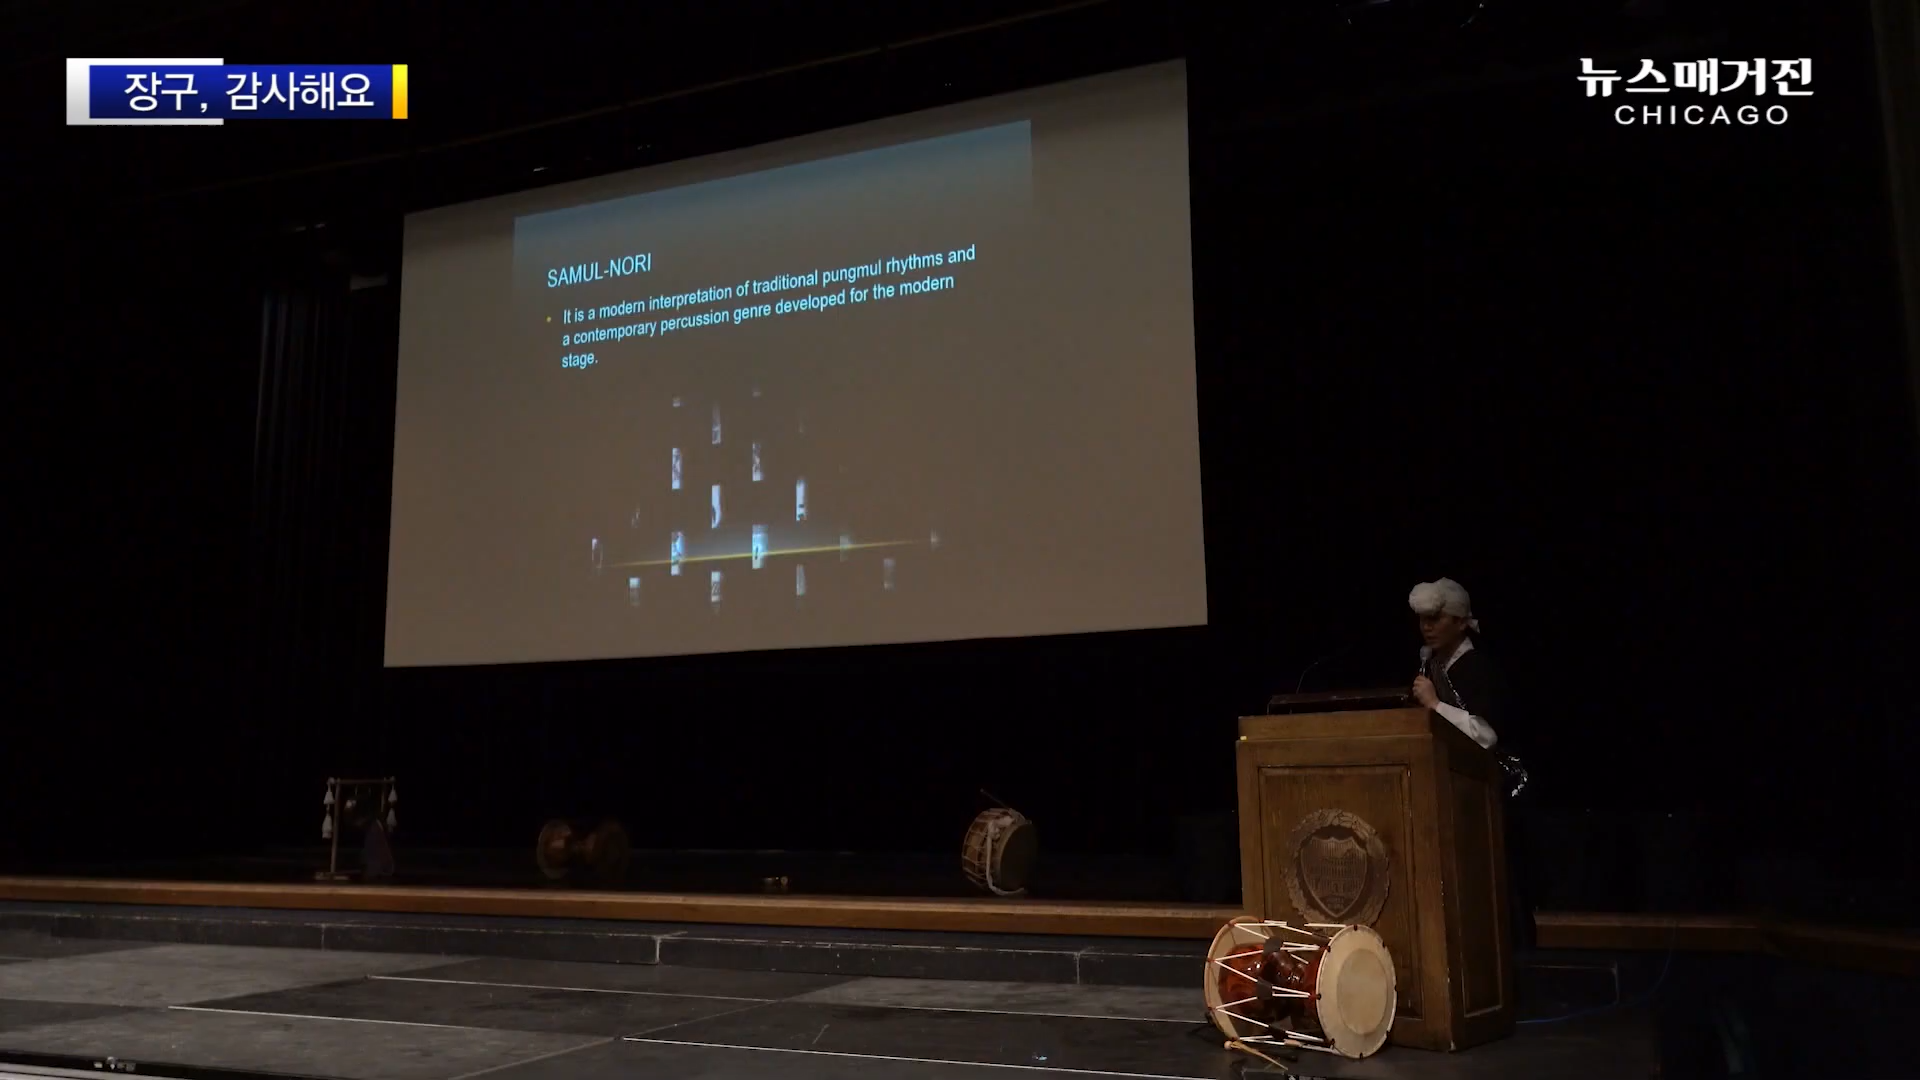 장구, 감사해요
뉴스매거진
CHICAGO
SAMUL-NORI
• It is a modern interpretation of traditional pungmul rhythms and
a contemporary percussion genre developed for the modern
stage.